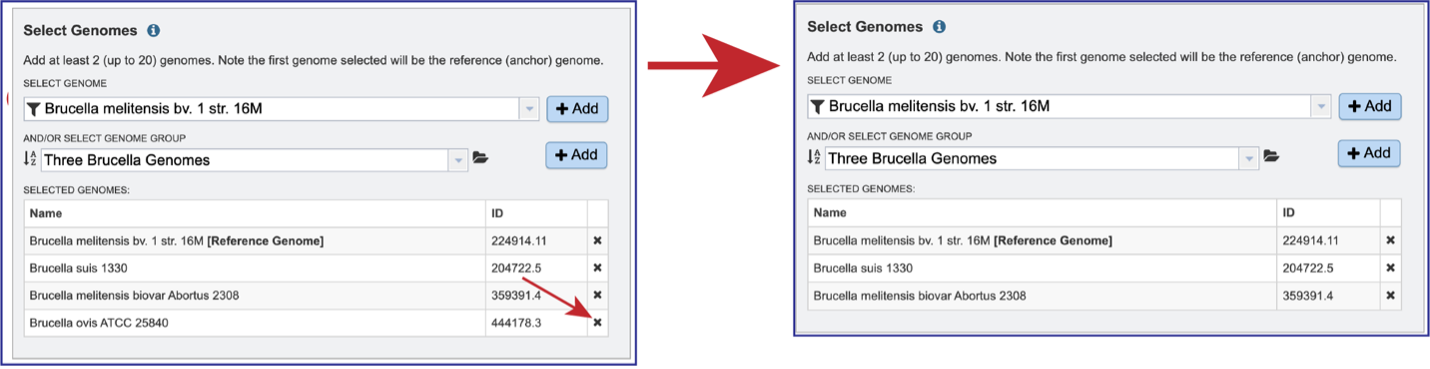 Select Genomes
Add at least 2 (up to 20) genomes. Note the first genome selected will be the reference (anchor) genome.
SELECT GENOME
Brucella melitensis bv. 1 str. 16M
+ Add
AND/OR SELECT GENOME GROUP
Three Brucella Genomes
+ Add
SELECTED GENOMES:
Name ID
Brucella melitensis bv. 1 str. 16M [Reference Genome] 224914.11
Brucella suis 1330 204722.5
Brucella melitensis biovar Abortus 2308 359391.4
Brucella ovis ATCC 25840 444178.3
Select Genomes
Add at least 2 (up to 20) genomes. Note the first genome selected will be the reference (anchor) genome.
SELECT GENOME
Brucella melitensis bv. 1 str. 16M
+ Add
AND/OR SELECT GENOME GROUP
Three Brucella Genomes
+ Add
SELECTED GENOMES:
Name ID
Brucella melitensis bv. 1 str. 16M [Reference Genome] 224914.11
Brucella suis 1330 204722.5
Brucella melitensis biovar Abortus 2308 359391.4